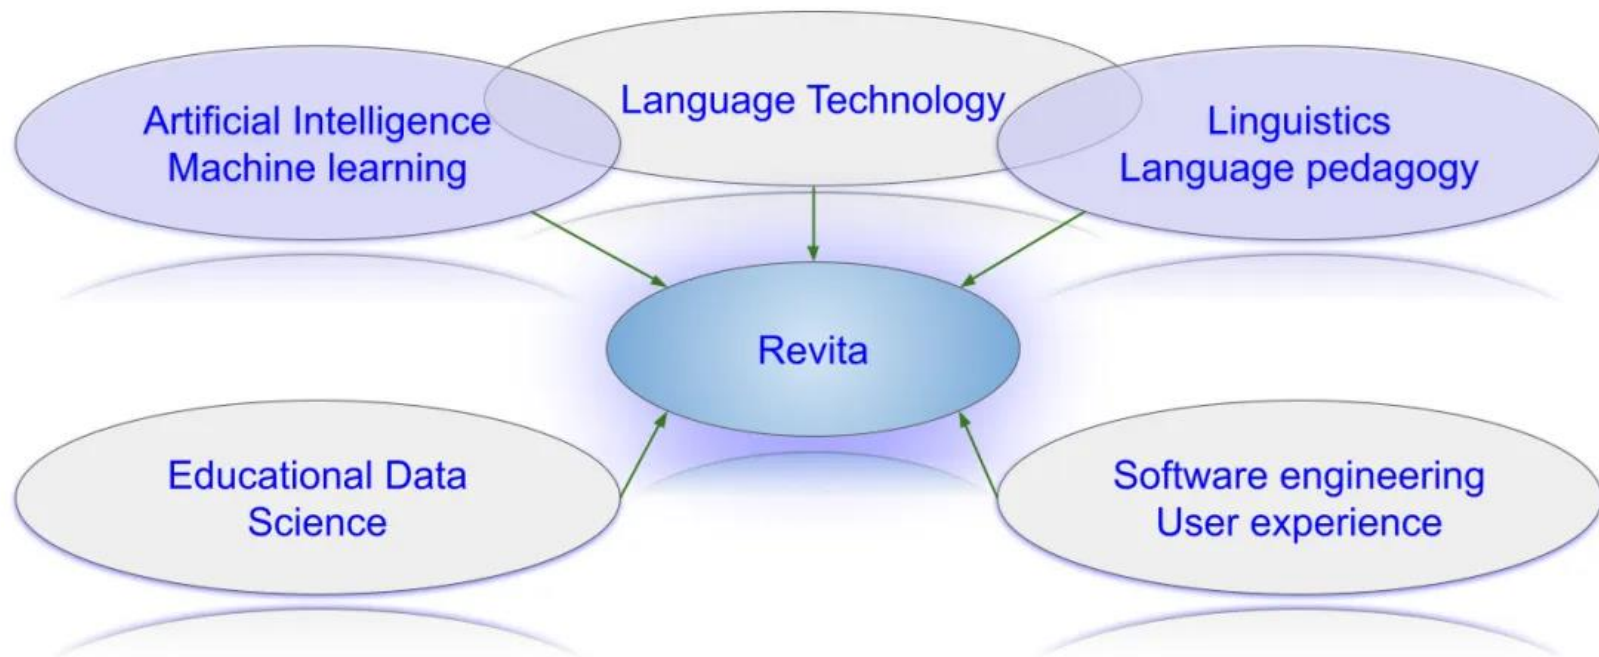 Artificial Intelligence
Machine learning
Language Technology
Linguistics
Language pedagogy
Revita
Educational Data
Science
Software engineering
User experience